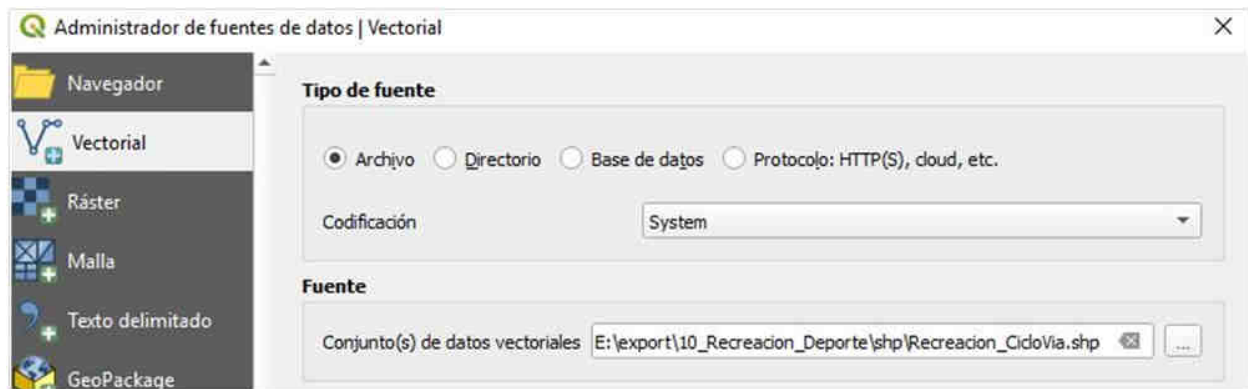 Administrador de fuentes de datos | Vectorial
Navegador
Vectorial
Ráster
Malla
Texto delimitado
GeoPackage
Tipo de fuente
Archivo Directorio Base de datos Protocolo: HTTP(S), cloud, etc.
Codificación System
Fuente
Conjunto(s) de datos vectoriales E:\export\10_Recreacion_Deporte\shp\Recreacion_CicloVia.shp ...